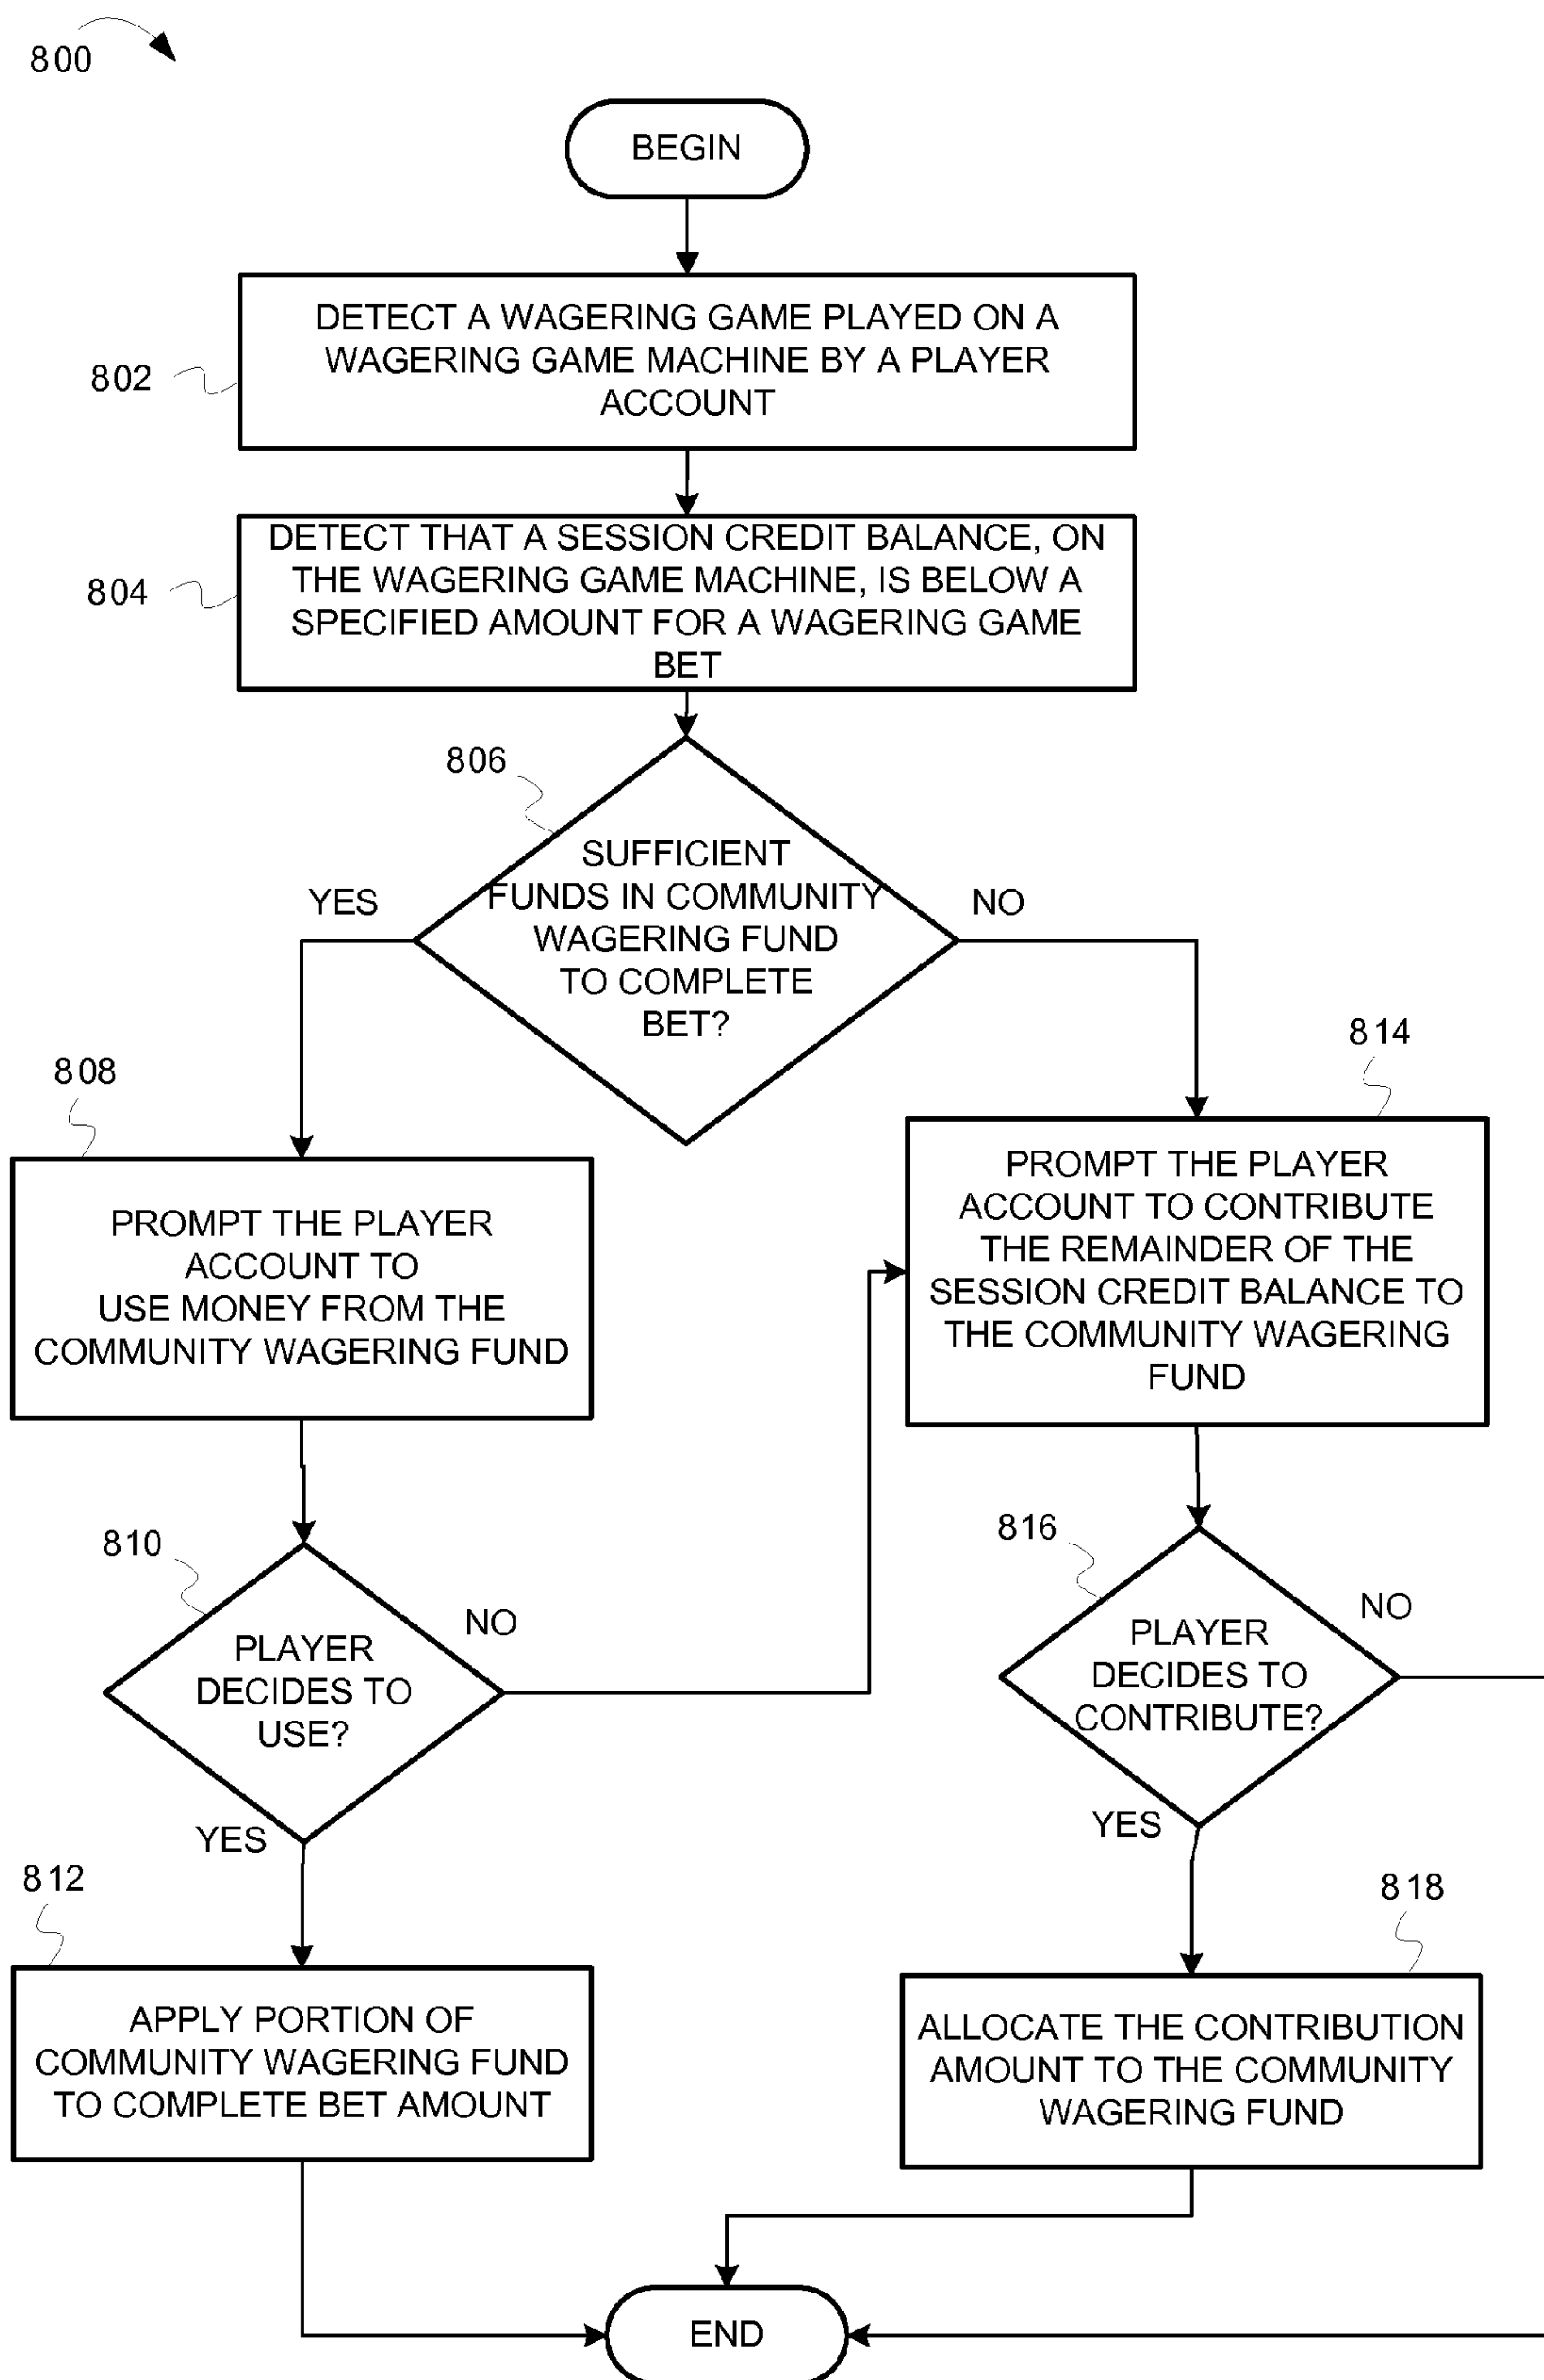 800
BEGIN
802
DETECT A WAGERING GAME PLAYED ON A
WAGERING GAME MACHINE BY A PLAYER
ACCOUNT
804
DETECT THAT A SESSION CREDIT BALANCE, ON
THE WAGERING GAME MACHINE, IS BELOW A
SPECIFIED AMOUNT FOR A WAGERING GAME
BET
806
SUFFICIENT
FUNDS IN COMMUNITY
WAGERING FUND
TO COMPLETE
BET?
YES
NO
808
PROMPT THE PLAYER
ACCOUNT TO
USE MONEY FROM THE
COMMUNITY WAGERING FUND
814
PROMPT THE PLAYER
ACCOUNT TO CONTRIBUTE
THE REMAINDER OF THE
SESSION CREDIT BALANCE TO
THE COMMUNITY WAGERING
FUND
810
PLAYER
DECIDES TO
USE?
NO
YES
816
PLAYER
DECIDES TO
CONTRIBUTE?
NO
YES
812
APPLY PORTION OF
COMMUNITY WAGERING FUND
TO COMPLETE BET AMOUNT
818
ALLOCATE THE CONTRIBUTION
AMOUNT TO THE COMMUNITY
WAGERING FUND
END